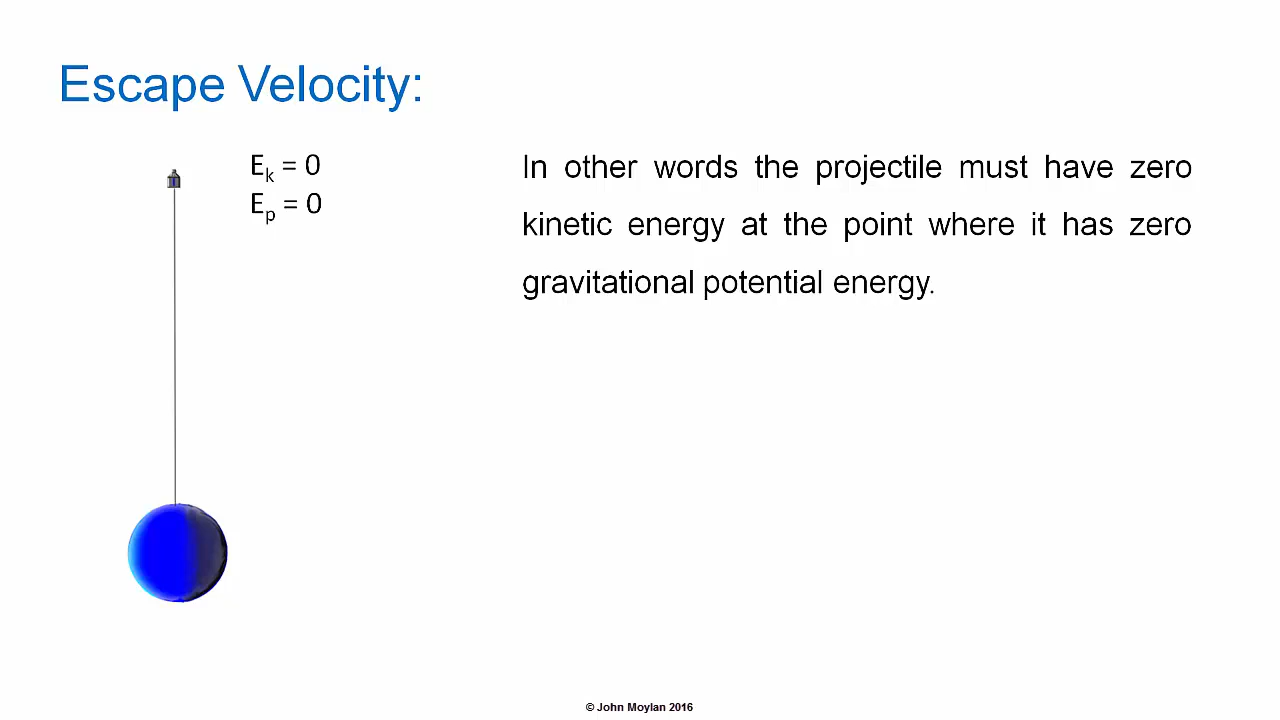 Escape Velocity:
Eₖ = 0
Eₚ = 0
In other words the projectile must have zero
kinetic energy at the point where it has zero
gravitational potential energy.
© John Moylan 2016